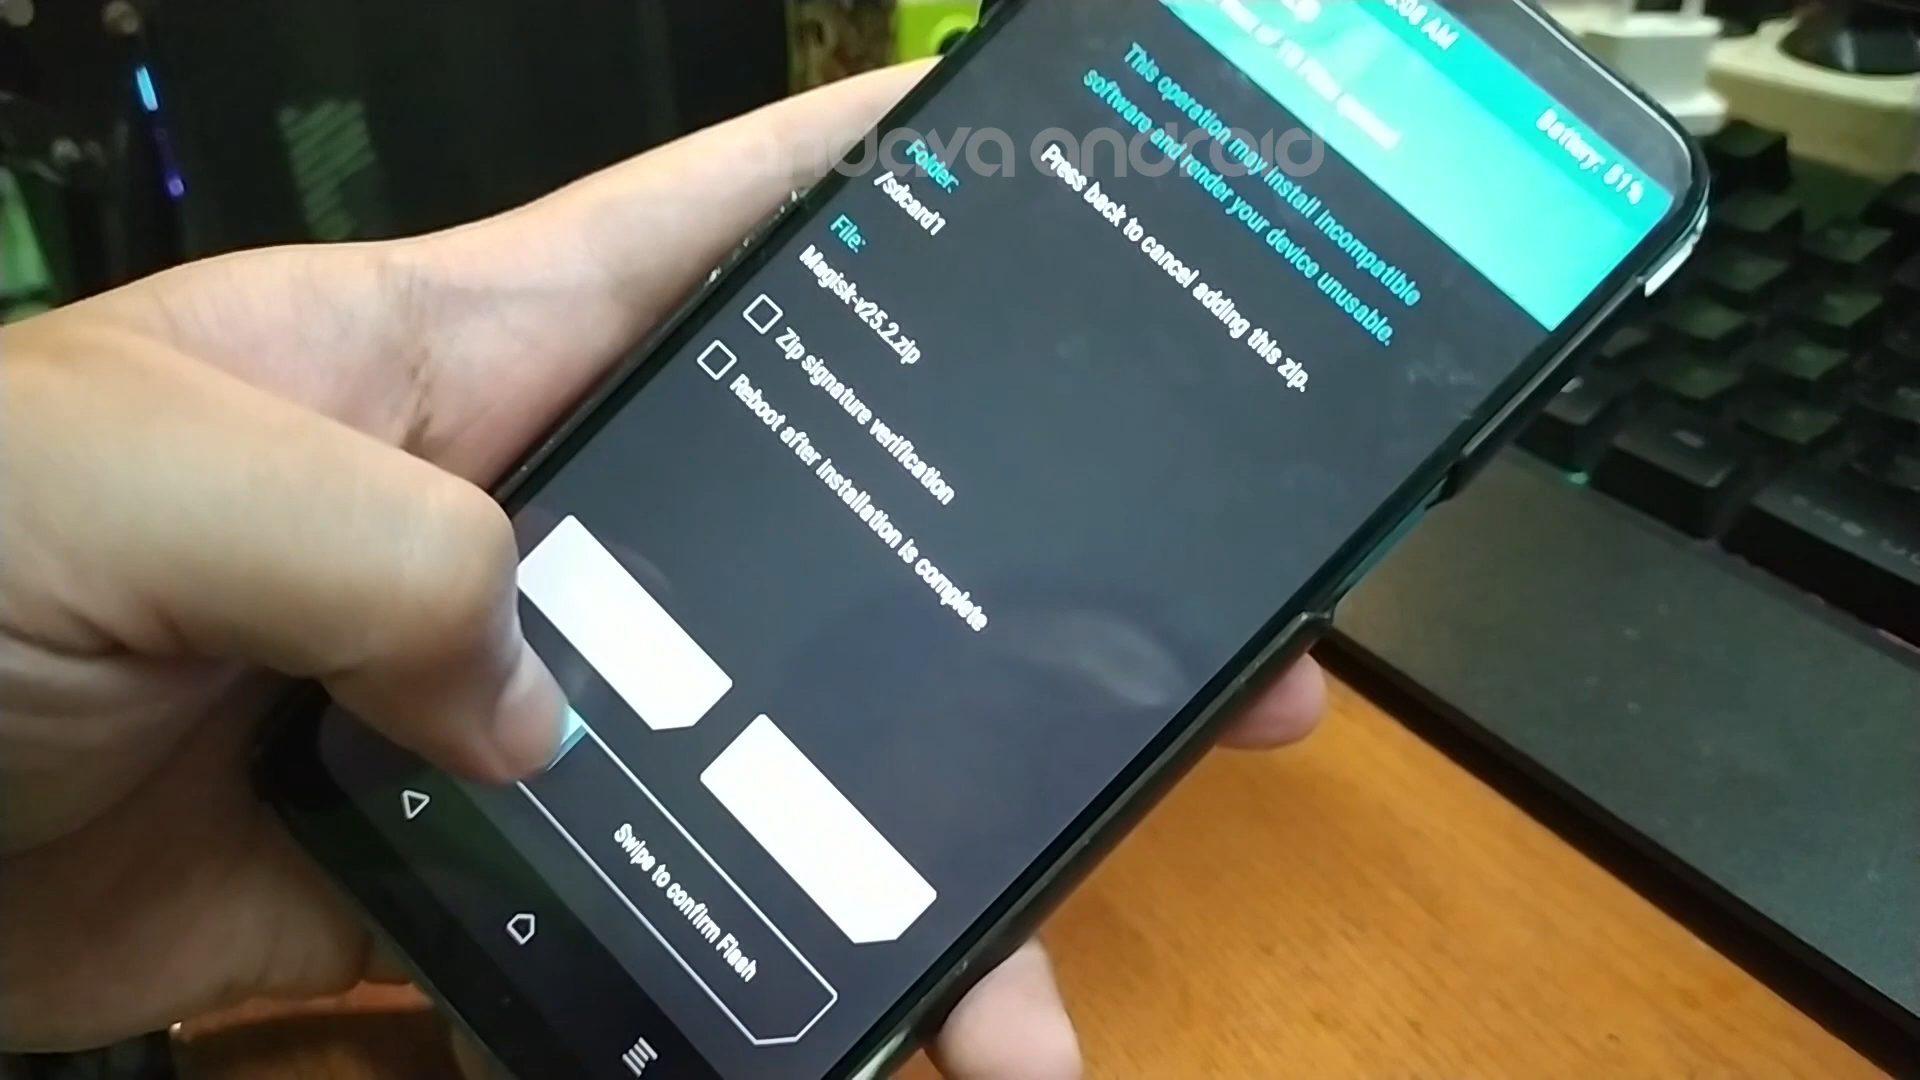 Battery: 81%
This operation may install incompatible
software and render your device unusable.
Press back to cancel adding this zip.
Folder:
/sdcard1
File:
Magisk-v25.2.zip
Zip signature verification
Reboot after installation is complete
Swipe to confirm Flash
android